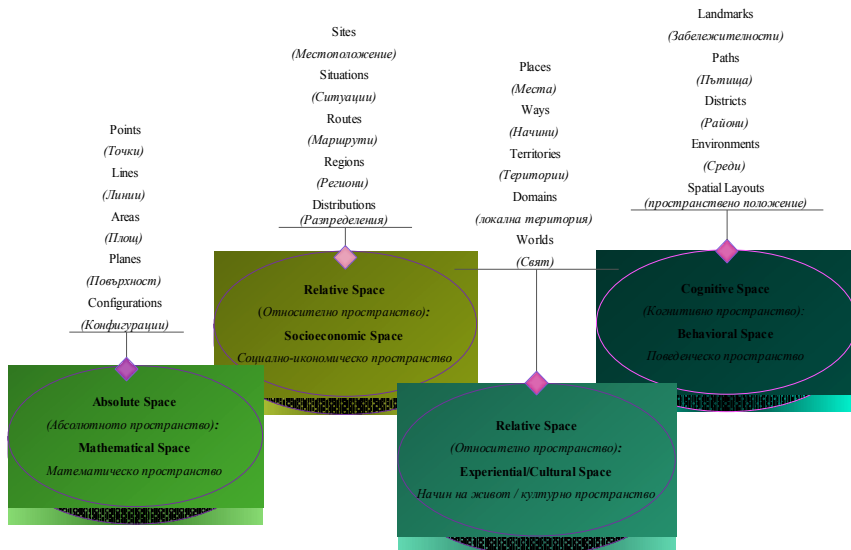 Points
(Точки)
Lines
(Линии)
Areas
(Площ)
Planes
(Повърхност)
Configurations
(Конфигурации)
Absolute Space
(Абсолютното пространство):
Mathematical Space
Математическо пространство
Sites
(Местоположение)
Situations
(Ситуации)
Routes
(Маршрути)
Regions
(Региони)
Distributions
(Разпределения)
Relative Space
(Относително пространство):
Socioeconomic Space
Социално-икономическо пространство
Places
(Места)
Ways
(Начини)
Territories
(Територии)
Domains
(локална територия)
Worlds
(Свят)
Relative Space
(Относително пространство):
Experiential/Cultural Space
Начин на живот / културно пространство
Landmarks
(Забележителности)
Paths
(Пътища)
Districts
(Райони)
Environments
(Среди)
Spatial Layouts
(пространствено положение)
Cognitive Space
(Когнитивно пространство):
Behavioral Space
Поведенческо пространство